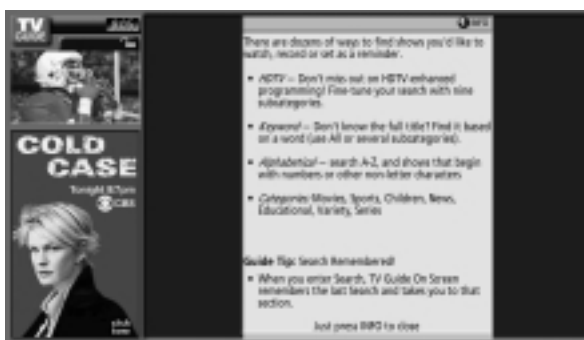 TV
GUIDE
INFO
There are dozens of ways to find shows you'd like to
watch, record or set as a reminder.
• HDTV – Don't miss out on HDTV enhanced
programming! Fine-tune your search with nine
subcategories.
• Keyword – Don't know the full title? Find it based
on a word (use All or several subcategories).
• Alphabetical – search A-Z, and shows that begin
with numbers or other non-letter characters
• Categories: Movies, Sports, Children, News,
Educational, Variety, Series
Guide Tip: Search Remembered!
• When you enter Search, TV Guide On Screen
remembers the last Search and takes you to that
section.
Just press INFO to close
COLD
CASE
Tonight 8/7pm
CBS